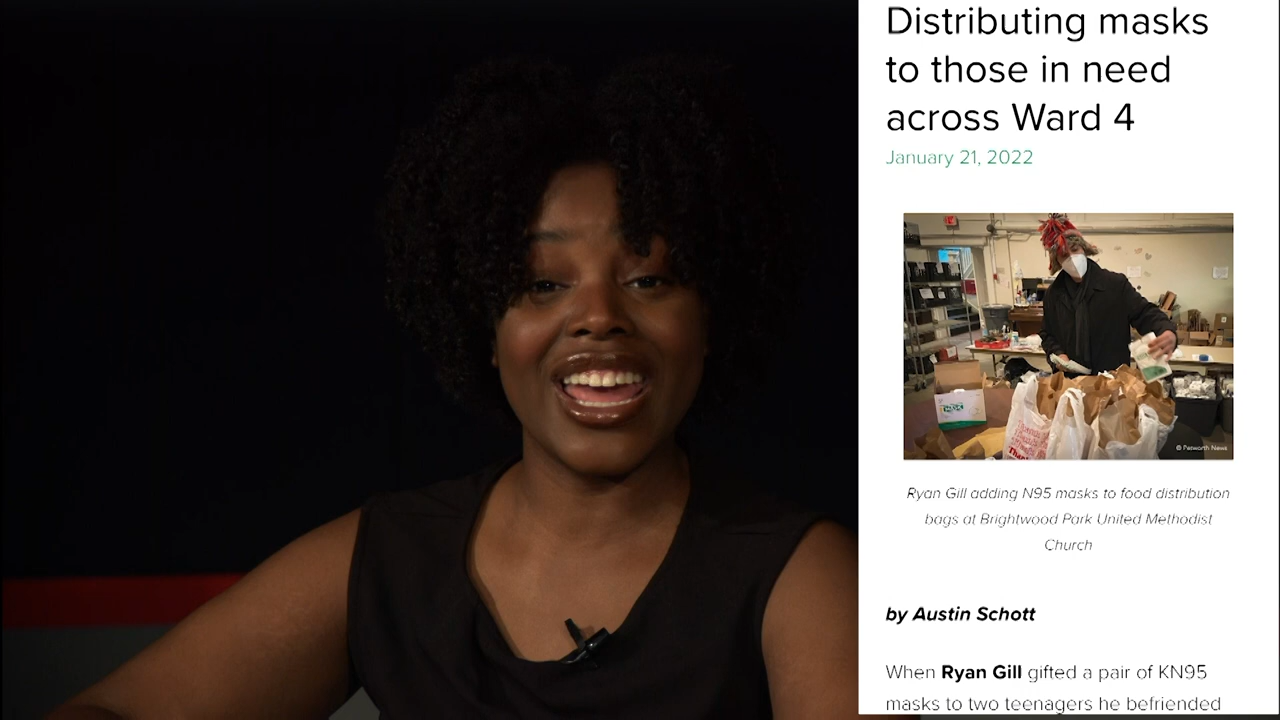 Distributing masks
to those in need
across Ward 4
January 21, 2022
© Petworth News
Ryan Gill adding N95 masks to food distribution
bags at Brightwood Park United Methodist
Church
by Austin Schott
When Ryan Gill gifted a pair of KN95
masks to two teenagers he befriended